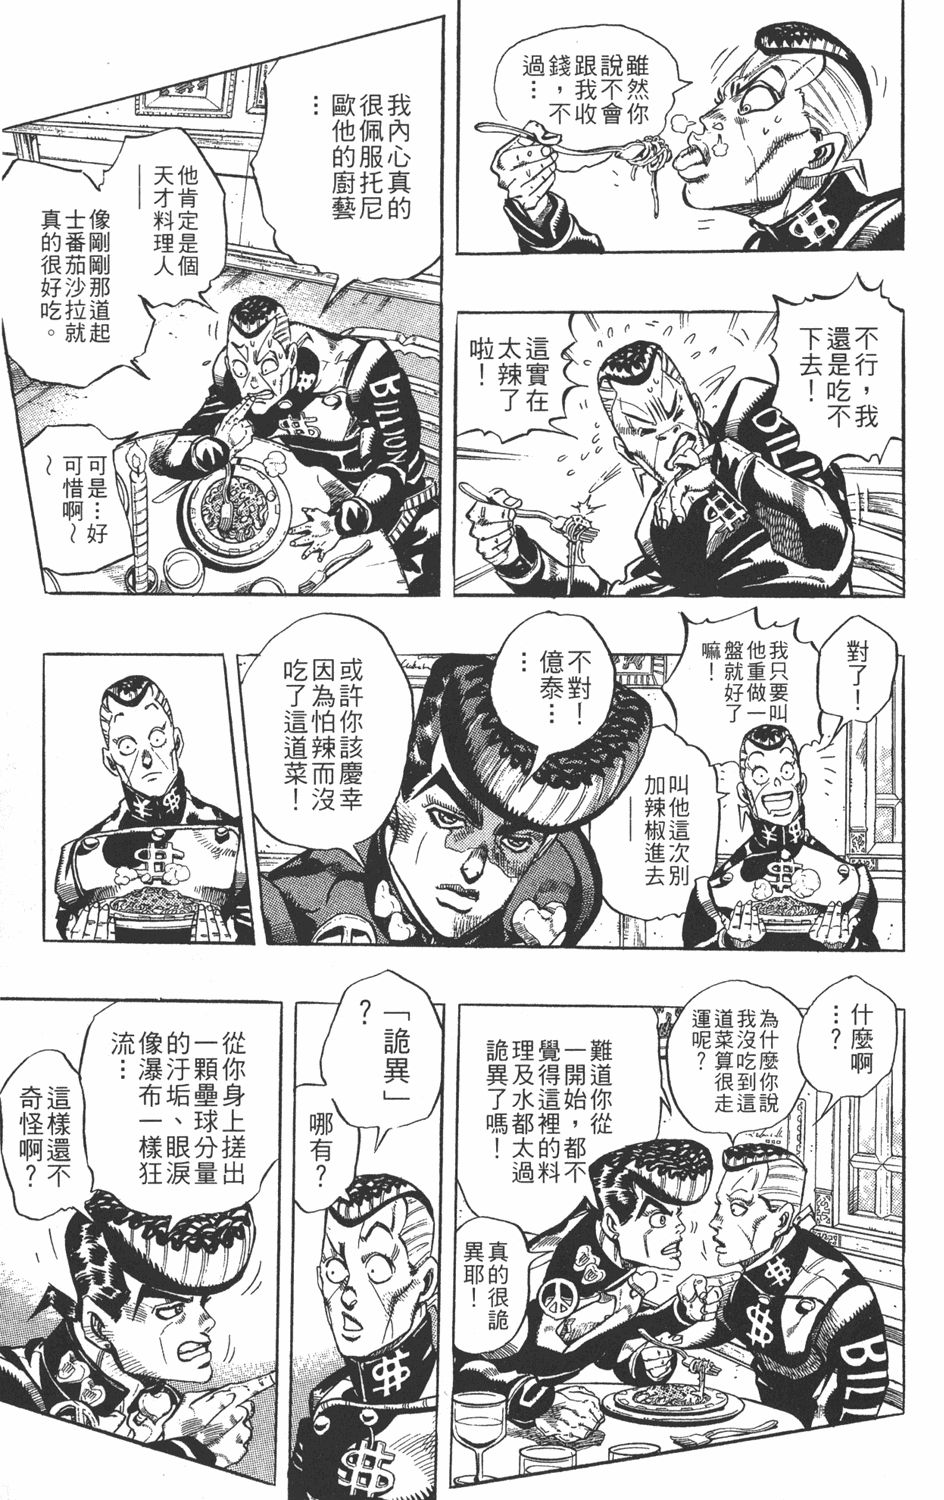 雖然你
說不會
跟我收
錢，不
過…
我內心真的
很佩服托尼
歐他的廚藝
…
他肯定是個
天才料理人
——
像剛剛那道起
士番茄沙拉就
真的很好吃。
不行，我
還是吃不
下去！
這實在
太辣了
啦！
可是…好
可惜啊～
～
BILLION
BILLI
對了！
我只要叫
他重做一
盤就好了
嘛！
叫他這次別
加辣椒進去
——
不對！
億泰…
…
或許你該慶幸
因為怕辣而沒
吃了這道菜！
什麼啊
…？
為什麼你說
我沒吃到這
道菜算很走
運呢？
難道你從
一開始，都不
覺得這裡的料
理及水都太過
詭異了嗎！
真的很詭
異耶！
BILL
「詭異」
？
哪有？
從你身上搓出
一顆壘球分量
的汙垢、眼淚
像瀑布一樣狂
流…
這樣還不
奇怪啊？